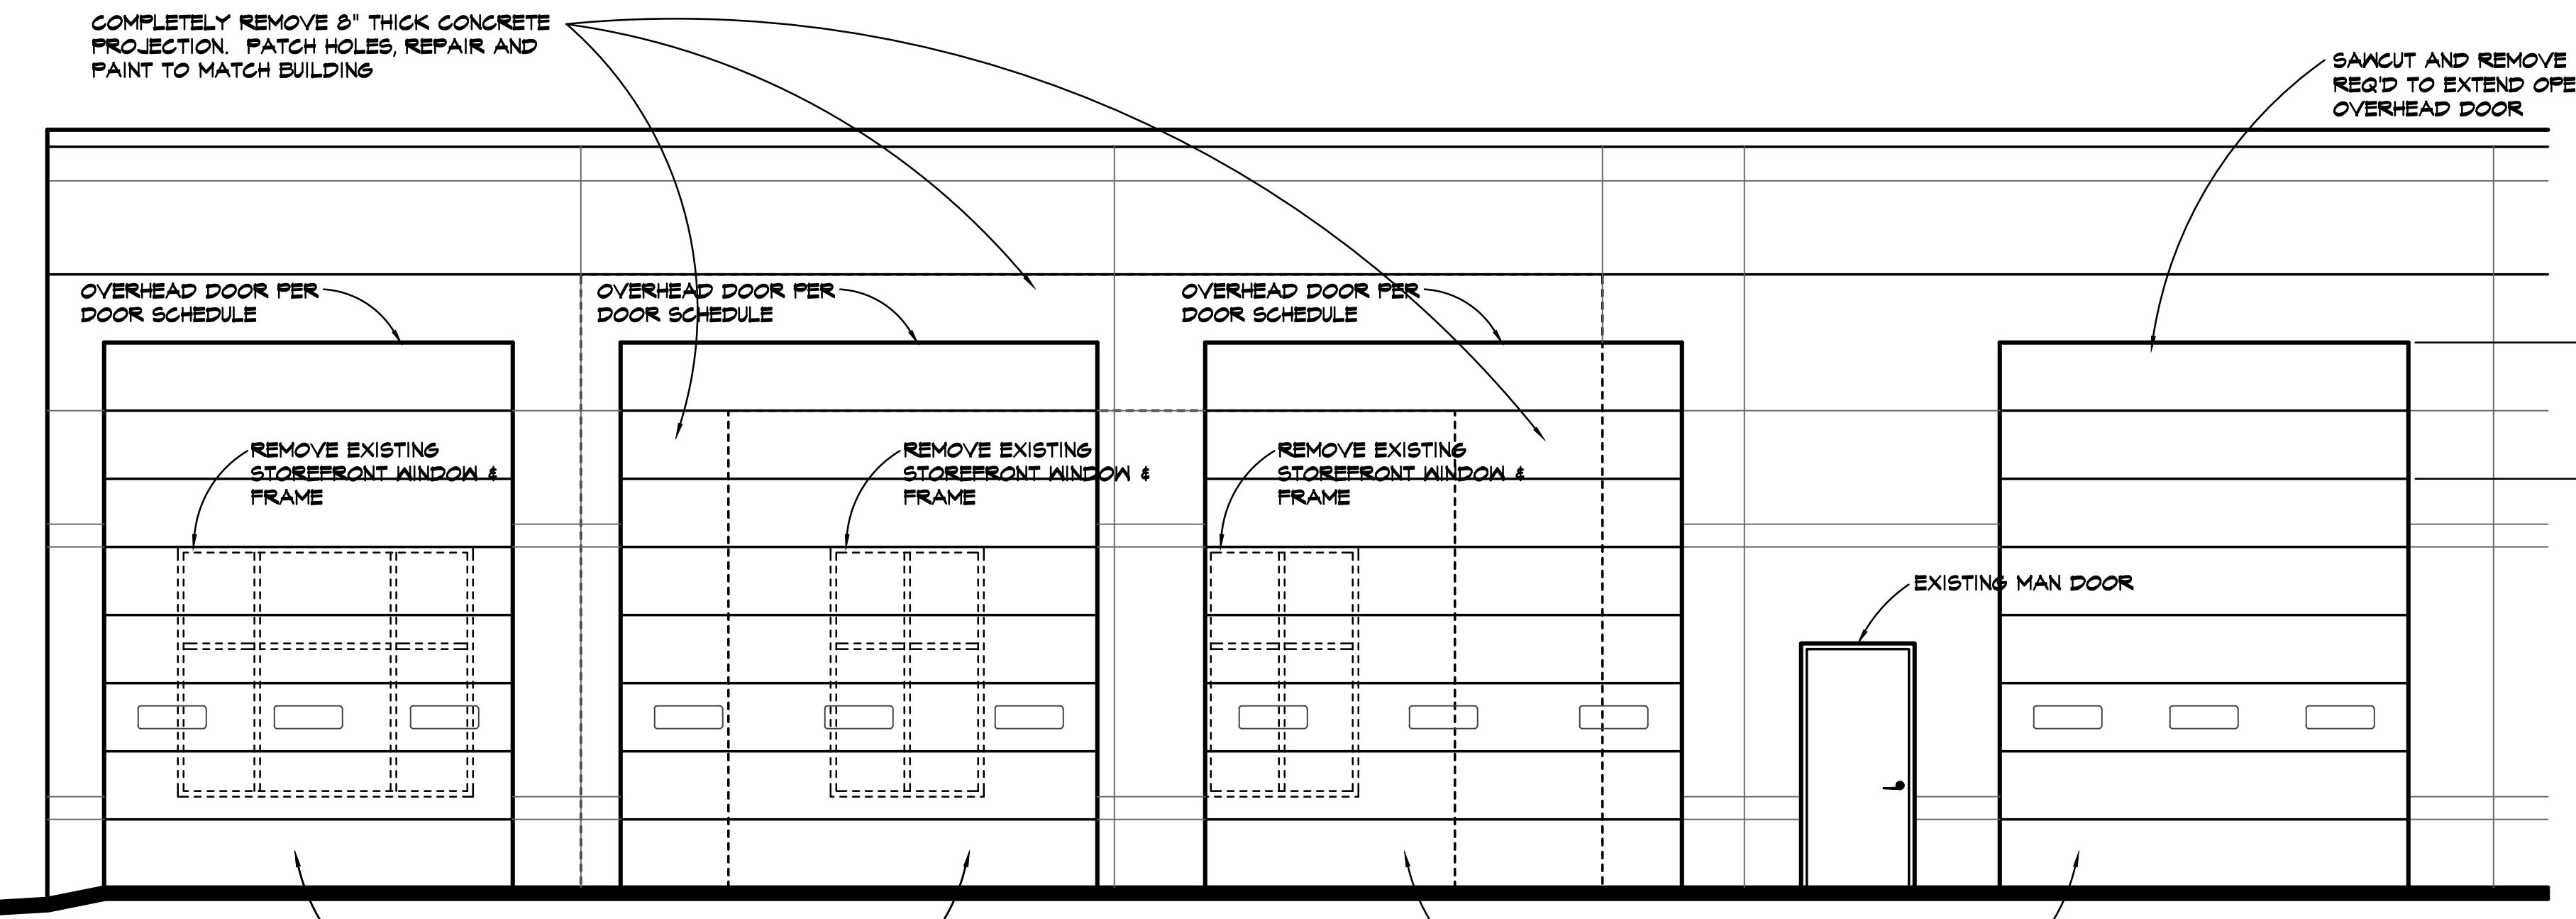 COMPLETELY REMOVE 8" THICK CONCRETE
PROJECTION. PATCH HOLES, REPAIR AND
PAINT TO MATCH BUILDING
SAWCUT AND REMOVE
REQ'D TO EXTEND OPE
OVERHEAD DOOR
OVERHEAD DOOR PER
DOOR SCHEDULE
OVERHEAD DOOR PER
DOOR SCHEDULE
OVERHEAD DOOR PER
DOOR SCHEDULE
REMOVE EXISTING
STOREFRONT WINDOW &
FRAME
REMOVE EXISTING
STOREFRONT WINDOW &
FRAME
REMOVE EXISTING
STOREFRONT WINDOW &
FRAME
EXISTING MAN DOOR